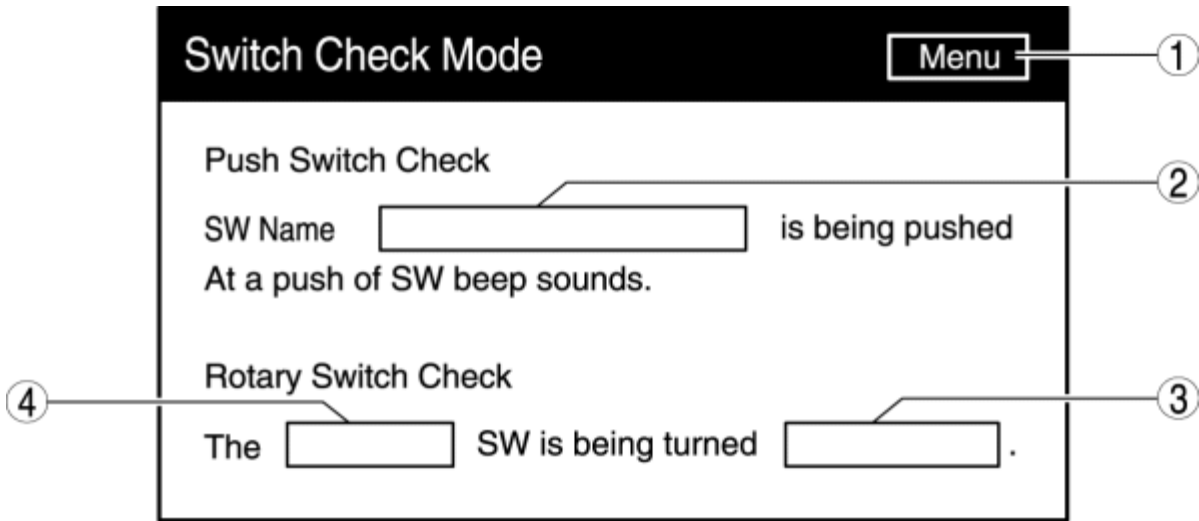 Switch Check Mode Menu ①
Push Switch Check
②
SW Name is being pushed
At a push of SW beep sounds.
Rotary Switch Check
④ ③
The SW is being turned .